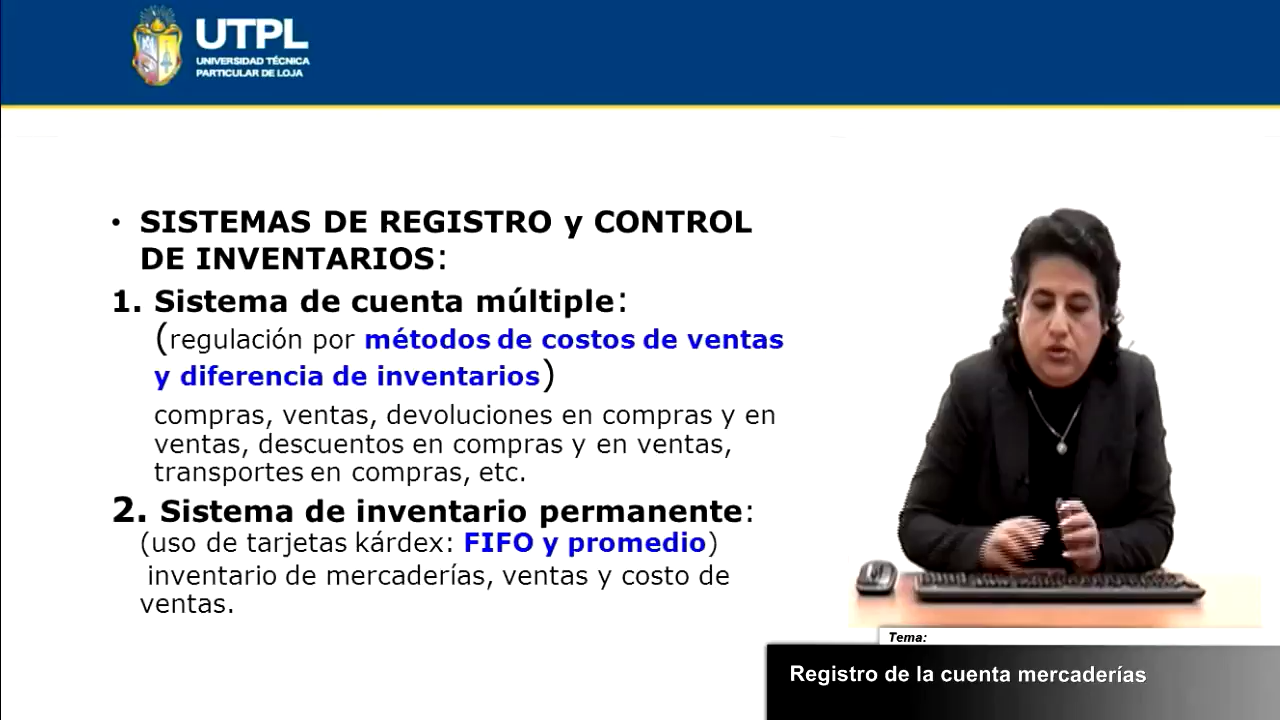 UTPL
UNIVERSIDAD TÉCNICA
PARTICULAR DE LOJA
• SISTEMAS DE REGISTRO y CONTROL
DE INVENTARIOS:
1. Sistema de cuenta múltiple:
(regulación por métodos de costos de ventas
y diferencia de inventarios)
compras, ventas, devoluciones en compras y en
ventas, descuentos en compras y en ventas,
transportes en compras, etc.
2. Sistema de inventario permanente:
(uso de tarjetas kárdex: FIFO y promedio)
inventario de mercaderías, ventas y costo de
ventas.
Tema:
Registro de la cuenta mercaderías